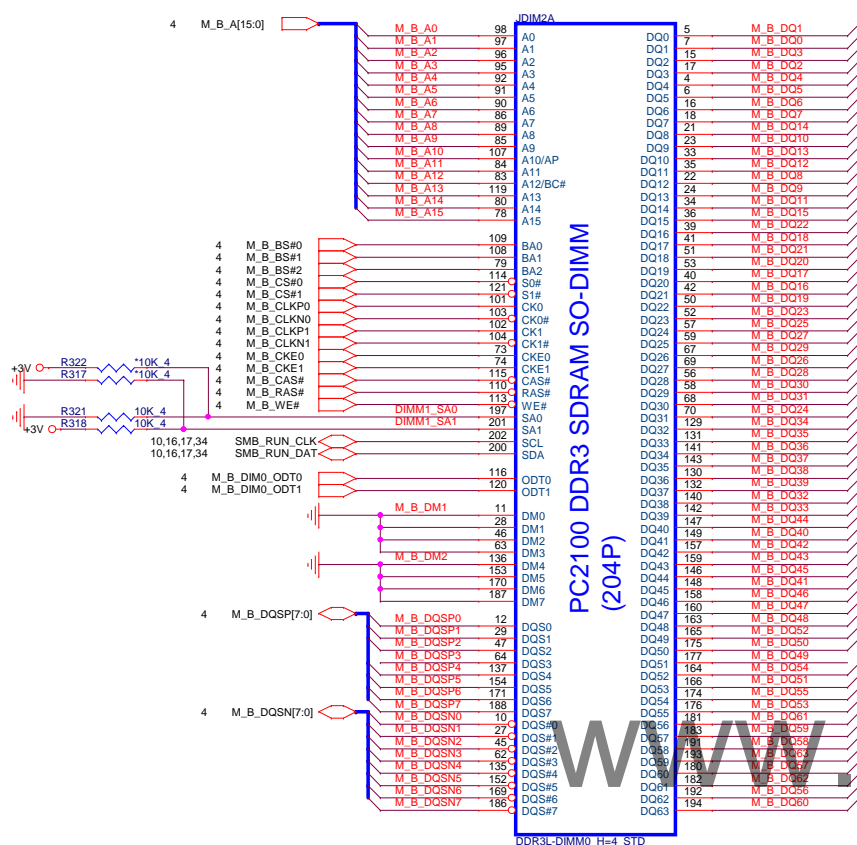 JDIM2A
4 M_B_A[15:0]
M_B_A0 98 A0
M_B_A1 97 A1
M_B_A2 96 A2
M_B_A3 95 A3
M_B_A4 92 A4
M_B_A5 91 A5
M_B_A6 90 A6
M_B_A7 86 A7
M_B_A8 89 A8
M_B_A9 85 A9
M_B_A10 107 A10/AP
M_B_A11 84 A11
M_B_A12 83 A12/BC#
M_B_A13 119 A13
M_B_A14 80 A14
M_B_A15 78 A15
4 M_B_BS#0 109 BA0
4 M_B_BS#1 108 BA1
4 M_B_BS#2 79 BA2
4 M_B_CS#0 114 S0#
4 M_B_CS#1 121 S1#
4 M_B_CLKP0 101 CK0
4 M_B_CLKN0 103 CK0#
4 M_B_CLKP1 102 CK1
4 M_B_CLKN1 104 CK1#
4 M_B_CKE0 73 CKE0
4 M_B_CKE1 74 CKE1
4 M_B_CAS# 115 CAS#
4 M_B_RAS# 110 RAS#
4 M_B_WE# 113 WE#
+3V R322 *10K_4
R317 *10K_4
R321 10K_4 DIMM1_SA0 197 SA0
+3V R318 10K_4 DIMM1_SA1 201 SA1
10,16,17,34 SMB_RUN_CLK 202 SCL
10,16,17,34 SMB_RUN_DAT 200 SDA
4 M_B_DIM0_ODT0 116 ODT0
4 M_B_DIM0_ODT1 120 ODT1
M_B_DM1 11 DM0
28 DM1
46 DM2
63 DM3
M_B_DM2 136 DM4
153 DM5
170 DM6
187 DM7
4 M_B_DQSP[7:0]
M_B_DQSP0 12 DQS0
M_B_DQSP1 29 DQS1
M_B_DQSP2 47 DQS2
M_B_DQSP3 64 DQS3
M_B_DQSP4 137 DQS4
M_B_DQSP5 154 DQS5
M_B_DQSP6 171 DQS6
M_B_DQSP7 188 DQS7
4 M_B_DQSN[7:0]
M_B_DQSN0 10 DQS#0
M_B_DQSN1 27 DQS#1
M_B_DQSN2 45 DQS#2
M_B_DQSN3 62 DQS#3
M_B_DQSN4 135 DQS#4
M_B_DQSN5 152 DQS#5
M_B_DQSN6 169 DQS#6
M_B_DQSN7 186 DQS#7
PC2100 DDR3 SDRAM SO-DIMM
(204P)
DQ0 5 M_B_DQ1
DQ1 7 M_B_DQ0
DQ2 15 M_B_DQ3
DQ3 17 M_B_DQ2
DQ4 4 M_B_DQ4
DQ5 6 M_B_DQ5
DQ6 16 M_B_DQ6
DQ7 18 M_B_DQ7
DQ8 21 M_B_DQ14
DQ9 23 M_B_DQ10
DQ10 33 M_B_DQ13
DQ11 35 M_B_DQ12
DQ12 22 M_B_DQ8
DQ13 24 M_B_DQ9
DQ14 34 M_B_DQ11
DQ15 36 M_B_DQ15
DQ16 39 M_B_DQ22
DQ17 41 M_B_DQ18
DQ18 51 M_B_DQ21
DQ19 53 M_B_DQ20
DQ20 40 M_B_DQ17
DQ21 42 M_B_DQ16
DQ22 50 M_B_DQ19
DQ23 52 M_B_DQ23
DQ24 57 M_B_DQ25
DQ25 59 M_B_DQ27
DQ26 67 M_B_DQ29
DQ27 69 M_B_DQ26
DQ28 56 M_B_DQ28
DQ29 58 M_B_DQ30
DQ30 68 M_B_DQ31
DQ31 70 M_B_DQ24
DQ32 129 M_B_DQ34
DQ33 131 M_B_DQ35
DQ34 141 M_B_DQ36
DQ35 143 M_B_DQ37
DQ36 130 M_B_DQ38
DQ37 132 M_B_DQ39
DQ38 140 M_B_DQ32
DQ39 142 M_B_DQ33
DQ40 147 M_B_DQ44
DQ41 149 M_B_DQ40
DQ42 157 M_B_DQ42
DQ43 159 M_B_DQ43
DQ44 146 M_B_DQ45
DQ45 148 M_B_DQ41
DQ46 158 M_B_DQ46
DQ47 160 M_B_DQ47
DQ48 163 M_B_DQ48
DQ49 165 M_B_DQ52
DQ50 175 M_B_DQ50
DQ51 177 M_B_DQ49
DQ52 164 M_B_DQ54
DQ53 166 M_B_DQ51
DQ54 174 M_B_DQ55
DQ55 176 M_B_DQ53
DQ56 181 M_B_DQ61
DQ57 183 M_B_DQ59
DQ58 191 M_B_DQ58
DQ59 193 M_B_DQ63
DQ60 180 M_B_DQ57
DQ61 182 M_B_DQ62
DQ62 192 M_B_DQ56
DQ63 194 M_B_DQ60
www.
DDR3L-DIMM0_H=4_STD